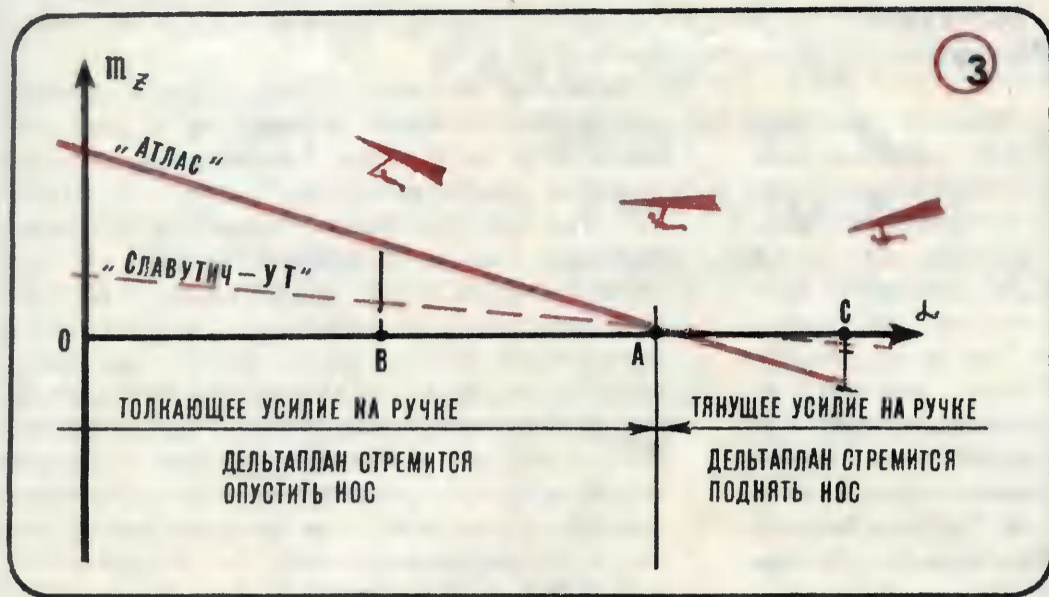 3
m z
„АТЛАС"
„СЛАВУТИЧ–УТ"
0
B
A
C
α
ТОЛКАЮЩЕЕ УСИЛИЕ НА РУЧКЕ
ТЯНУЩЕЕ УСИЛИЕ НА РУЧКЕ
ДЕЛЬТАПЛАН СТРЕМИТСЯ
ОПУСТИТЬ НОС
ДЕЛЬТАПЛАН СТРЕМИТСЯ
ПОДНЯТЬ НОС